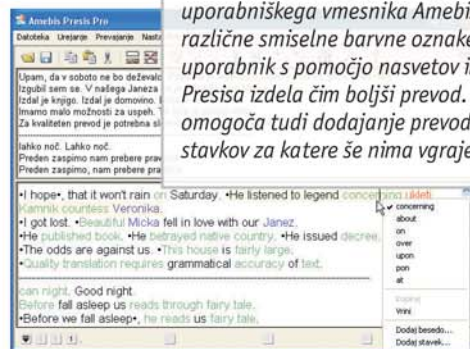 uporabniškega vmesnika Amebi
različne smiselne barvne oznake
uporabnik s pomočjo nasvetov i
Presisa izdela čim boljši prevod.
omogoča tudi dodajanje prevod
stavkov za katere še nima vgraje
Amebis Presis Pro
Datoteka Urejanje Prevajanje Nasta
Upam, da v soboto ne bo deževalo
Izgubil sem se. V našega Janeza
Izdal je knjigo. Izdal je domovino. I
Imamo malo možnosti za uspeh. T
Za kvaliteten prevod je potrebna sl
lahko noč. Lahko noč.
Preden zaspimo nam prebere prav
Preden zaspimo, nam prebere pra
•I hope•, that it won't rain on Saturday. •He listened to legend concerning ukleti
Kamnik countess Veronika.
•I got lost. •Beautiful Micka fell in love with our Janez.
•He published book. •He betrayed native country. •He issued decree.
•The odds are against us. •This house is fairly large.
•Quality translation requires grammatical accuracy of text.
can night. Good night.
Before fall asleep us reads through fairy tale.
•Before we fall asleep•, he reads us fairy tale.
concerning
about
on
over
upon
pon
at
Kopiraj
Vrini
Dodaj besedo...
Dodaj stavek...